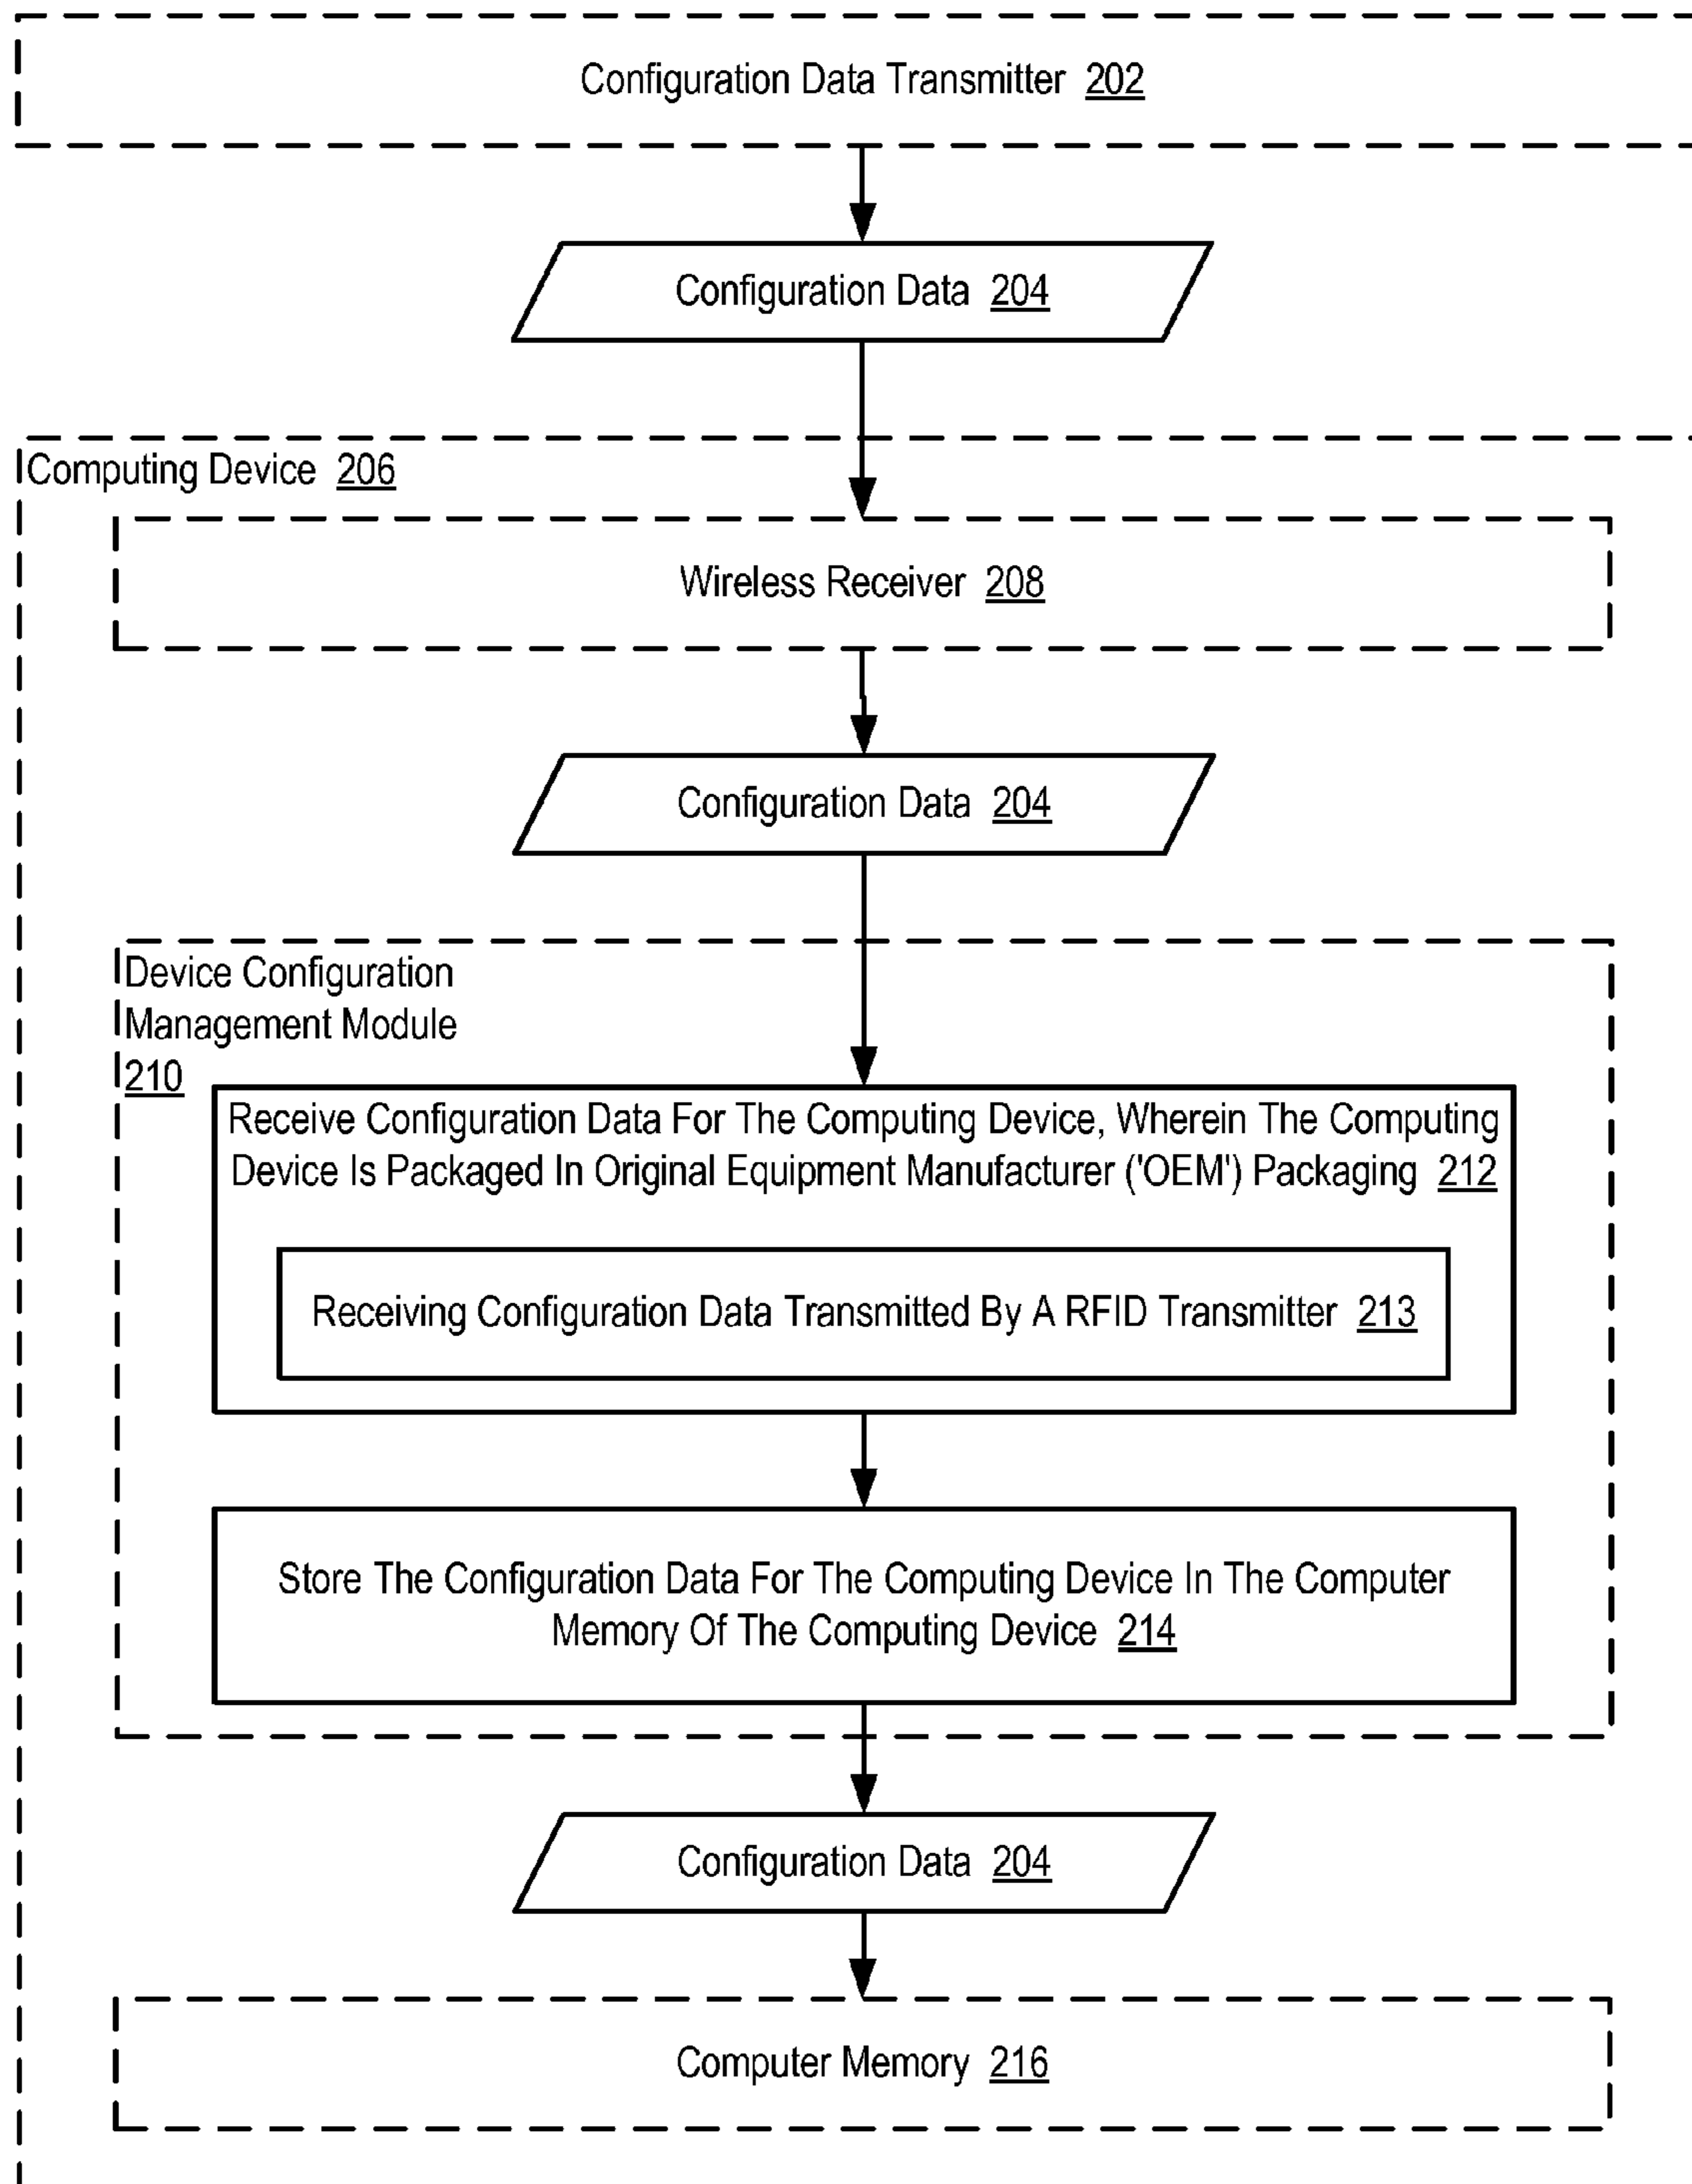 Configuration Data Transmitter 202
Configuration Data 204
Computing Device 206
Wireless Receiver 208
Configuration Data 204
Device Configuration
Management Module
210
Receive Configuration Data For The Computing Device, Wherein The Computing
Device Is Packaged In Original Equipment Manufacturer ('OEM') Packaging 212
Receiving Configuration Data Transmitted By A RFID Transmitter 213
Store The Configuration Data For The Computing Device In The Computer
Memory Of The Computing Device 214
Configuration Data 204
Computer Memory 216